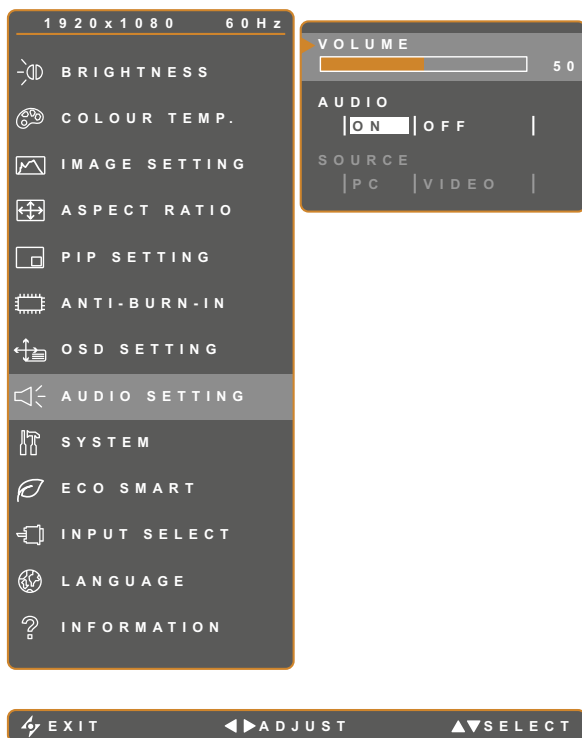 1920x1080 60Hz
BRIGHTNESS
COLOUR TEMP.
IMAGE SETTING
ASPECT RATIO
PIP SETTING
ANTI-BURN-IN
OSD SETTING
AUDIO SETTING
SYSTEM
ECO SMART
INPUT SELECT
LANGUAGE
INFORMATION
VOLUME
50
AUDIO
ON OFF
SOURCE
PC VIDEO
EXIT ADJUST SELECT